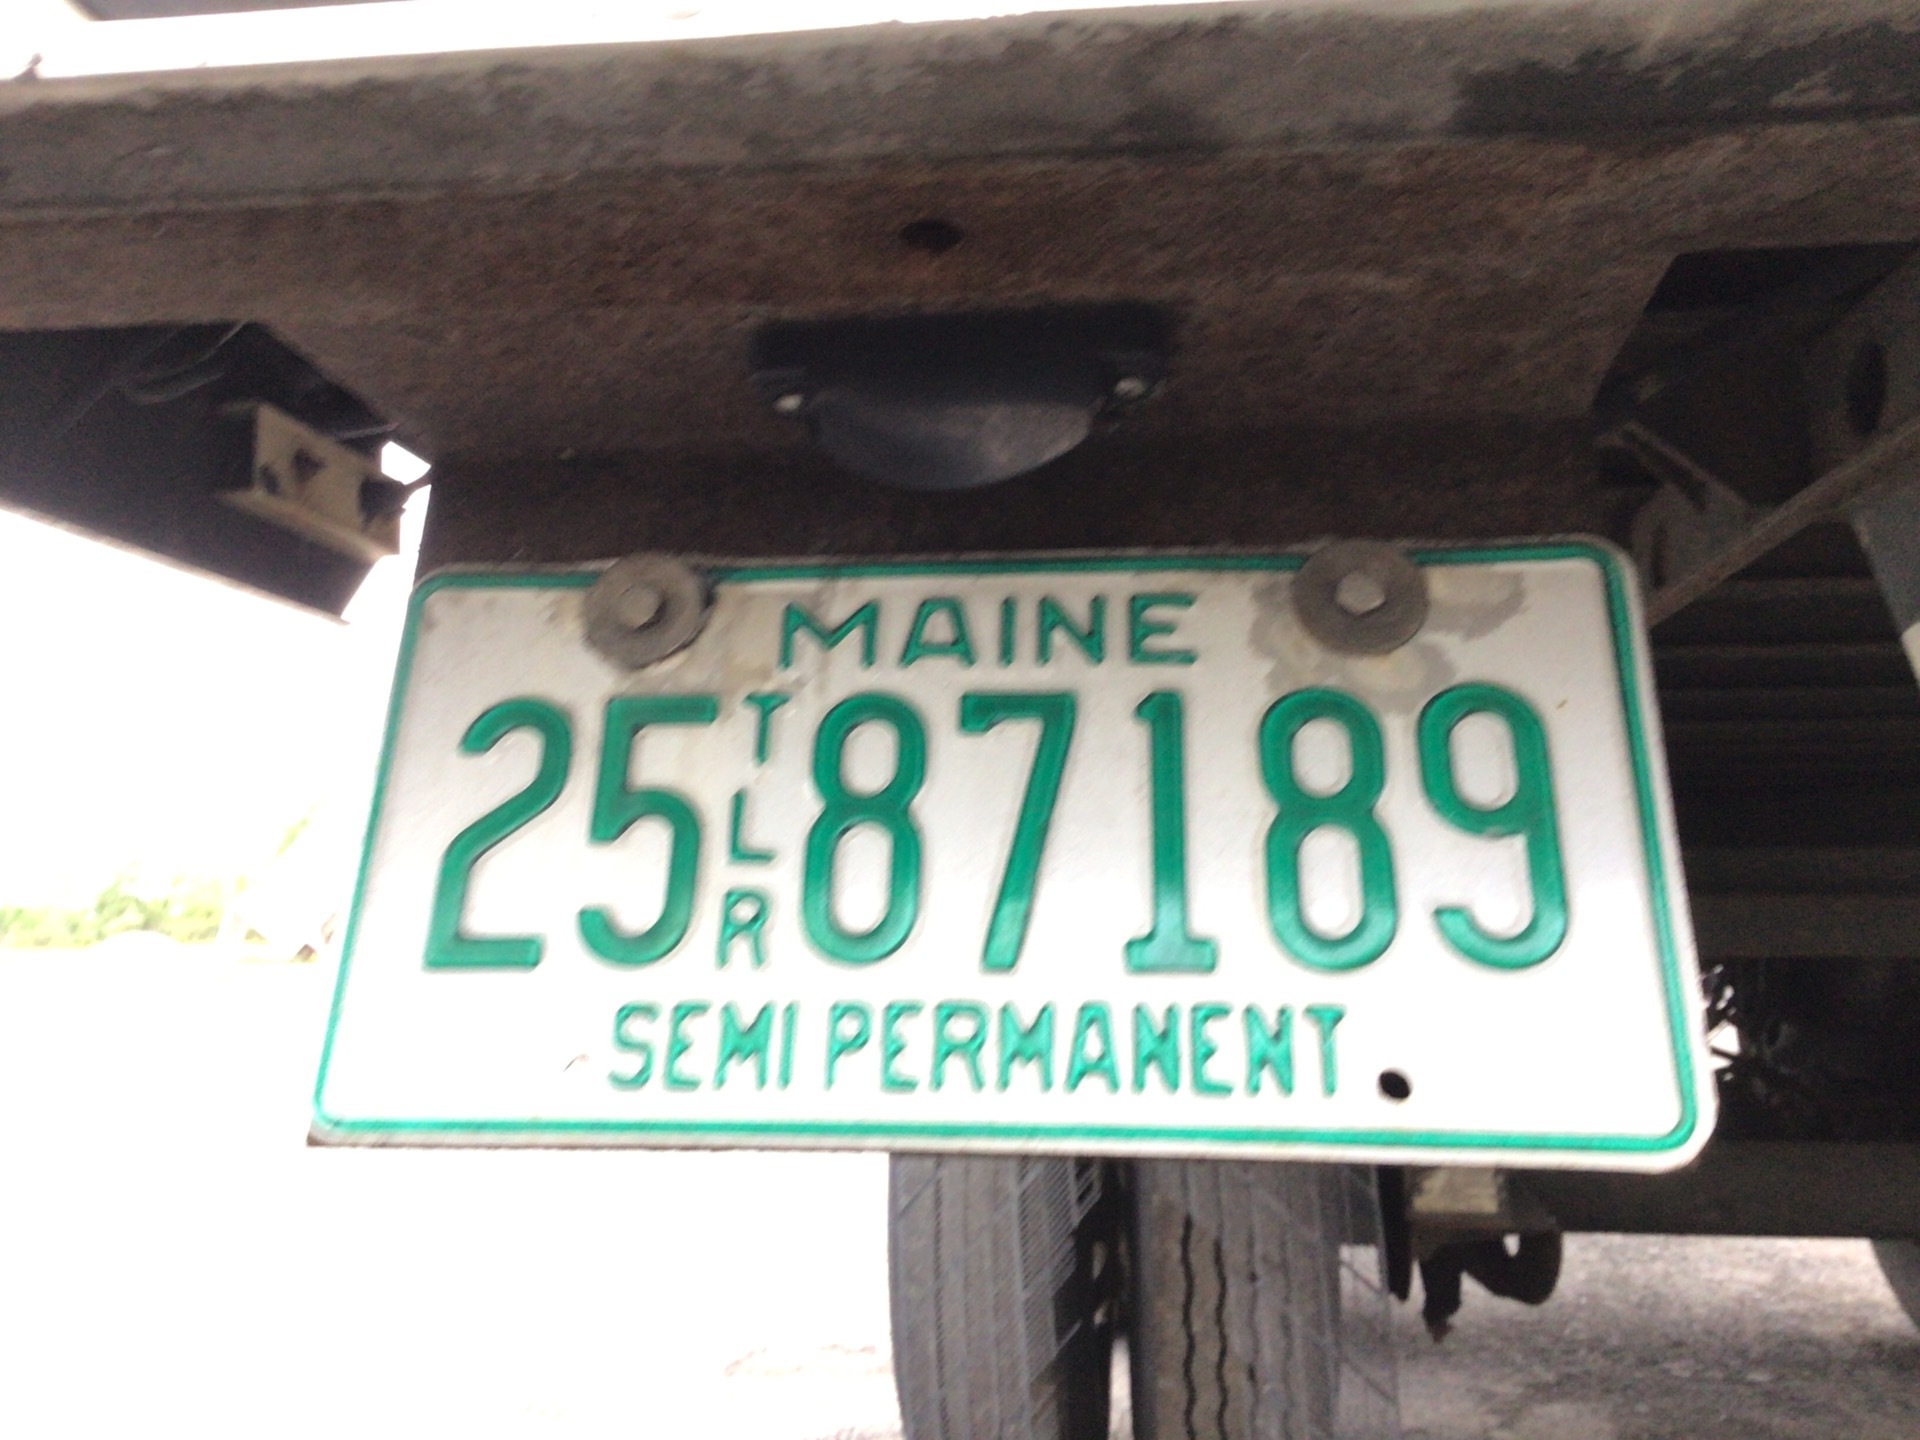 MAINE
25 TLR 87189
SEMI PERMANENT